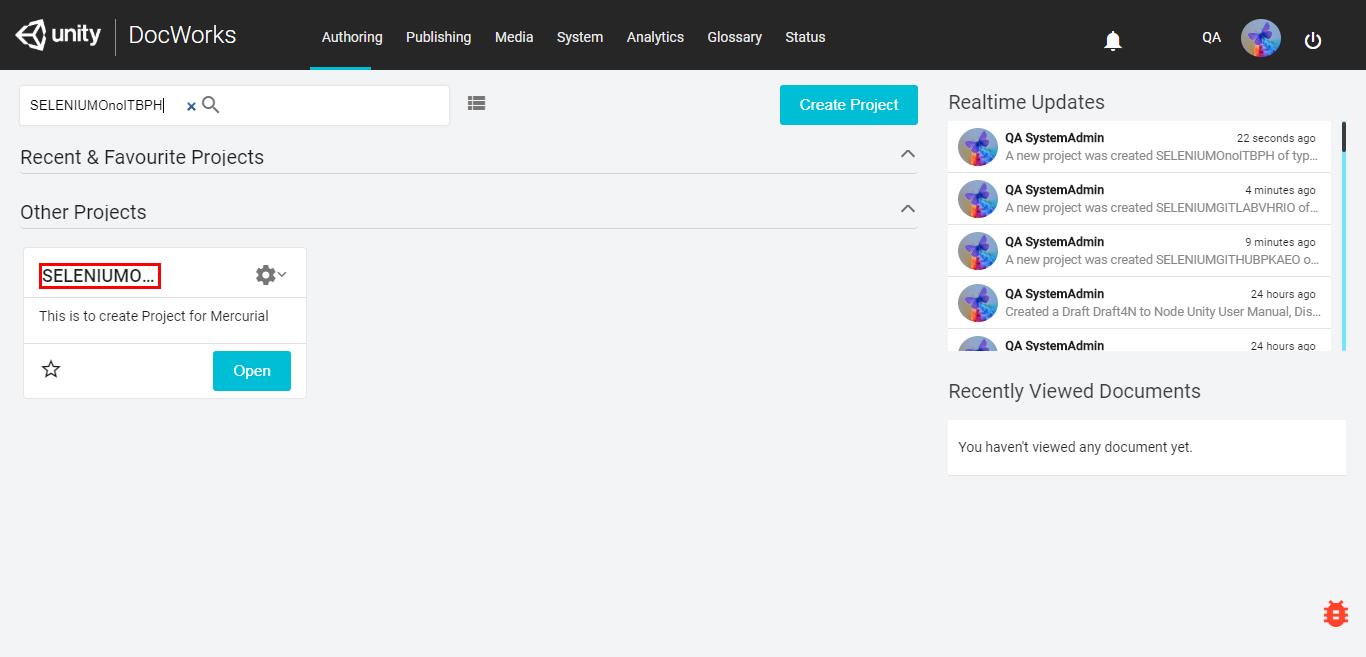 unity DocWorks Authoring Publishing Media System Analytics Glossary Status QA
SELENIUMOnoITBPH × Create Project
Recent & Favourite Projects
Other Projects
SELENIUMO...
This is to create Project for Mercurial
Open
Realtime Updates
QA SystemAdmin 22 seconds ago
A new project was created SELENIUMOnoITBPH of typ...
QA SystemAdmin 4 minutes ago
A new project was created SELENIUMGITLABVHRIO of...
QA SystemAdmin 9 minutes ago
A new project was created SELENIUMGITHUBPKAEO o...
QA SystemAdmin 24 hours ago
Created a Draft Draft4N to Node Unity User Manual, Dis...
QA SystemAdmin 24 hours ago
Recently Viewed Documents
You haven't viewed any document yet.